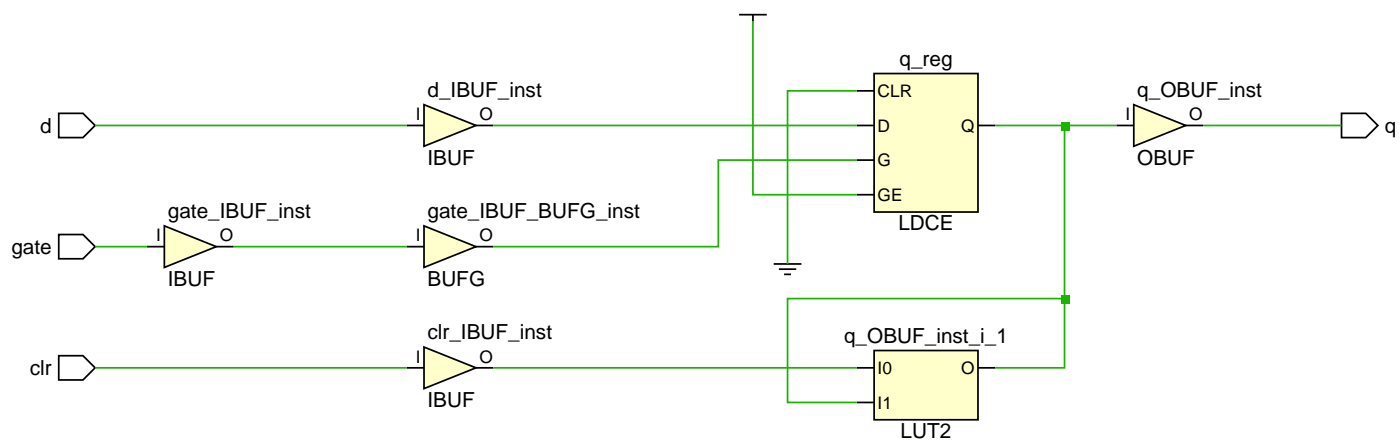 q_reg
d_IBUF_inst
q_OBUF_inst
CLR
d
I
O
D
Q
I
O
q
IBUF
OBUF
gate_IBUF_inst
gate_IBUF_BUFG_inst
G
GE
LDCE
gate
I
O
I
O
IBUF
BUFG
clr_IBUF_inst
q_OBUF_inst_i_1
clr
I
O
I0
O
I1
IBUF
LUT2